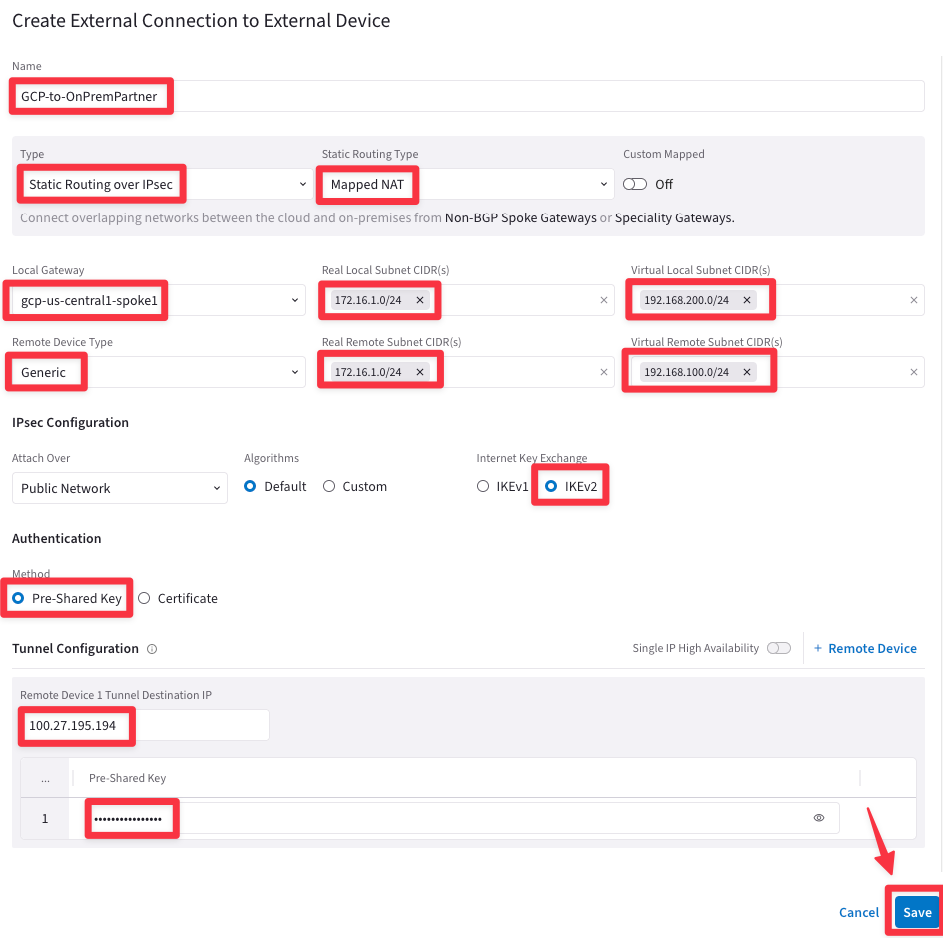 Create External Connection to External Device
Name
GCP-to-OnPremPartner
Type
Static Routing Type
Custom Mapped
Static Routing over IPsec
Mapped NAT
Off
Connect overlapping networks between the cloud and on-premises from Non-BGP Spoke Gateways or Speciality Gateways.
Local Gateway
Real Local Subnet CIDR(s)
Virtual Local Subnet CIDR(s)
gcp-us-central1-spoke1
172.16.1.0/24
192.168.200.0/24
Remote Device Type
Real Remote Subnet CIDR(s)
Virtual Remote Subnet CIDR(s)
Generic
172.16.1.0/24
192.168.100.0/24
IPsec Configuration
Attach Over
Algorithms
Internet Key Exchange
Public Network
Default
Custom
IKEv1
IKEv2
Authentication
Method
Pre-Shared Key
Certificate
Tunnel Configuration
Single IP High Availability
+ Remote Device
Remote Device 1 Tunnel Destination IP
100.27.195.194
...
Pre-Shared Key
1
•••••••••••••••
Cancel
Save